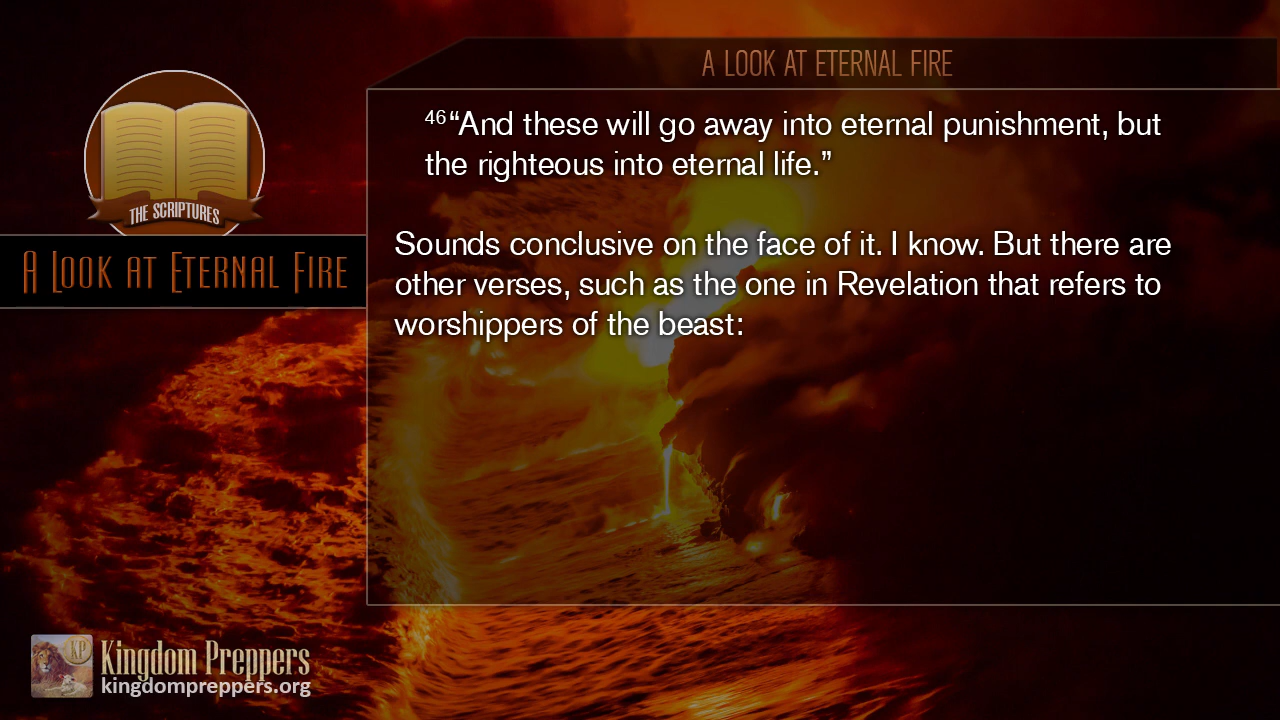 A LOOK AT ETERNAL FIRE
THE SCRIPTURES
A LOOK AT ETERNAL FIRE
46“And these will go away into eternal punishment, but
the righteous into eternal life.”
Sounds conclusive on the face of it. I know. But there are
other verses, such as the one in Revelation that refers to
worshippers of the beast:
KP
Kingdom Preppers
kingdompreppers.org